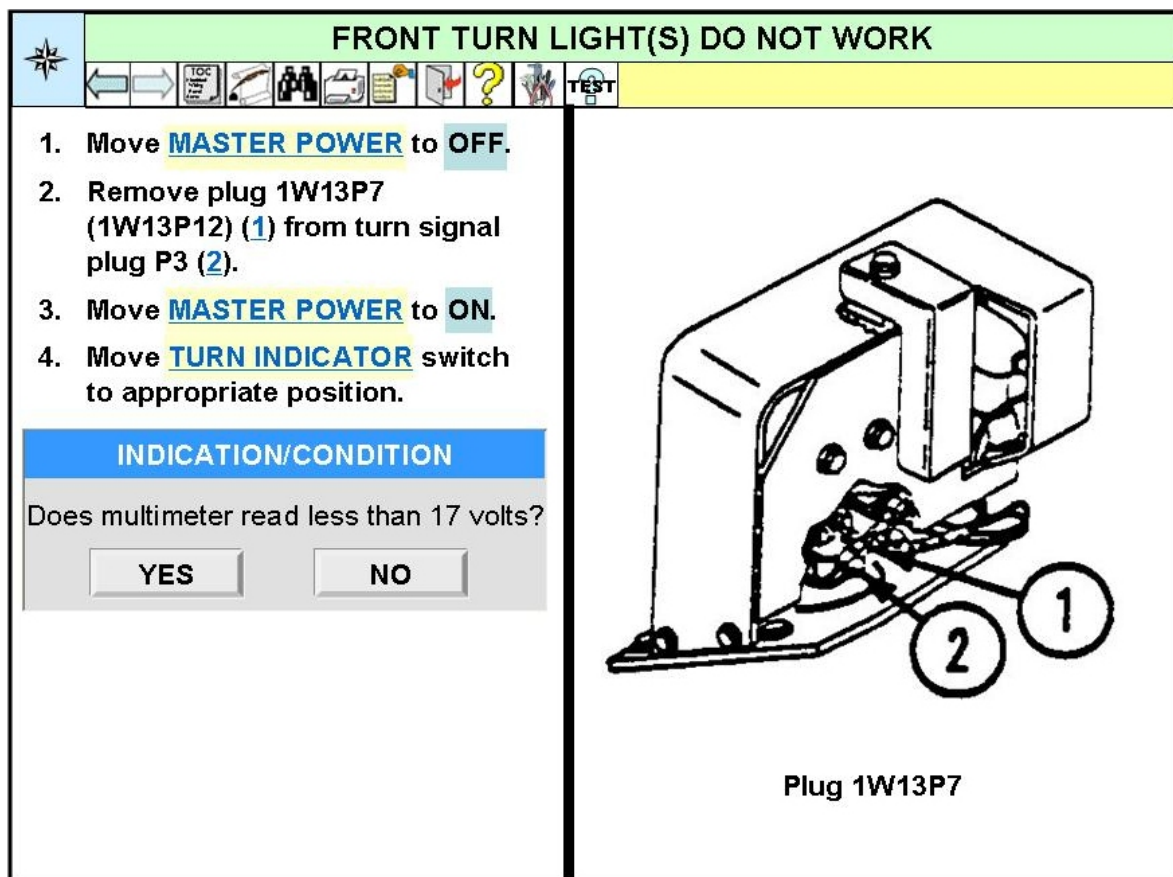 FRONT TURN LIGHT(S) DO NOT WORK
TOC
TEST
1. Move MASTER POWER to OFF.
2. Remove plug 1W13P7
(1W13P12) (1) from turn signal
plug P3 (2).
3. Move MASTER POWER to ON.
4. Move TURN INDICATOR switch
to appropriate position.
INDICATION/CONDITION
Does multimeter read less than 17 volts?
YES NO
1
2
Plug 1W13P7